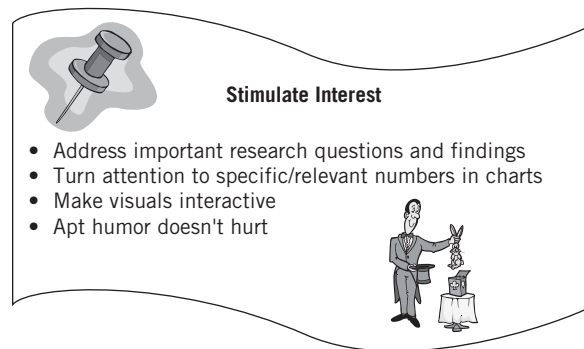 Stimulate Interest
• Address important research questions and findings
• Turn attention to specific/relevant numbers in charts
• Make visuals interactive
• Apt humor doesn't hurt